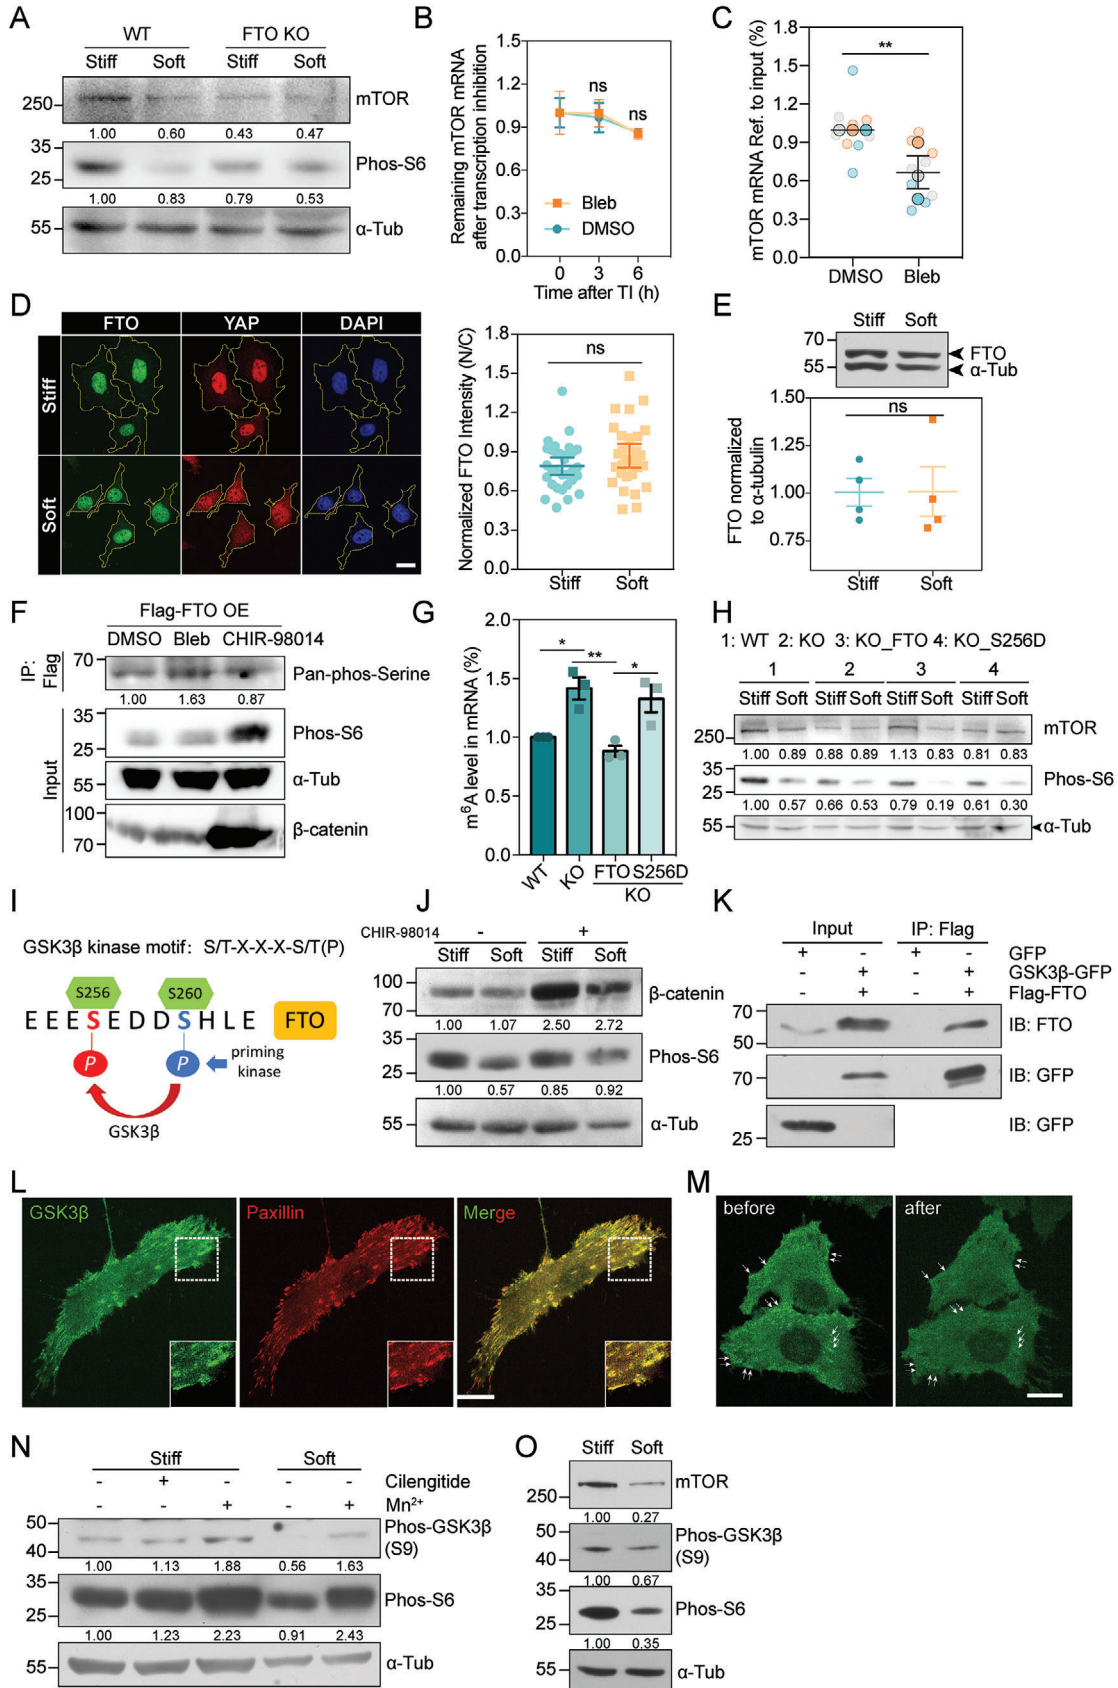 A
WT FTO KO
Stiff Soft Stiff Soft
250 mTOR
1.00 0.60 0.43 0.47
35
25 Phos-S6
1.00 0.83 0.79 0.53
55 α-Tub
B
Remaining mTOR mRNA
after transcription inhibition
1.5
1.2
0.9
0.6
0.3
0.0
ns
ns
Bleb
DMSO
0 3 6
Time after TI (h)
C
mTOR mRNA Ref. to input (%)
1.8
1.5
1.2
0.9
0.6
0.3
0.0
**
DMSO Bleb
D
FTO YAP DAPI
Stiff
Soft
Normalized FTO Intensity (N/C)
1.8
1.5
1.2
0.9
0.6
0.3
0.0
ns
Stiff Soft
E
Stiff Soft
70 FTO
55 α-Tub
FTO normalized
to α-tubulin
1.50
1.25
1.00
0.75
ns
Stiff Soft
F
Flag-FTO OE
DMSO Bleb CHIR-98014
IP:
Flag
70 Pan-phos-Serine
1.00 1.63 0.87
Input
35
25 Phos-S6
55 α-Tub
100
70 β-catenin
G
m⁶A level in mRNA (%)
2.0
1.5
1.0
0.5
0.0
* ** *
WT KO FTO S256D
KO
H
1: WT 2: KO 3: KO_FTO 4: KO_S256D
1 2 3 4
Stiff Soft Stiff Soft Stiff Soft Stiff Soft
250 mTOR
1.00 0.89 0.88 0.89 1.13 0.83 0.81 0.83
35
25 Phos-S6
1.00 0.57 0.66 0.53 0.79 0.19 0.61 0.30
55 α-Tub
I
GSK3β kinase motif: S/T-X-X-X-S/T(P)
S256 S260
E E E S E D D S H L E FTO
P P priming
kinase
GSK3β
J
CHIR-98014 - +
Stiff Soft Stiff Soft
100
70 β-catenin
1.00 1.07 2.50 2.72
35
25 Phos-S6
1.00 0.57 0.85 0.92
55 α-Tub
K
Input IP: Flag
+ - + - GFP
- + - + GSK3β-GFP
- + - + Flag-FTO
70
50 IB: FTO
70 IB: GFP
25 IB: GFP
L
GSK3β Paxillin Merge
M
before after
N
Stiff Soft
- + - - - Cilengitide
- - + - + Mn²⁺
50
40 Phos-GSK3β
(S9)
1.00 1.13 1.88 0.56 1.63
35
25 Phos-S6
1.00 1.23 2.23 0.91 2.43
55 α-Tub
O
Stiff Soft
250 mTOR
1.00 0.27
50
40 Phos-GSK3β
(S9)
1.00 0.67
35
25 Phos-S6
1.00 0.35
55 α-Tub